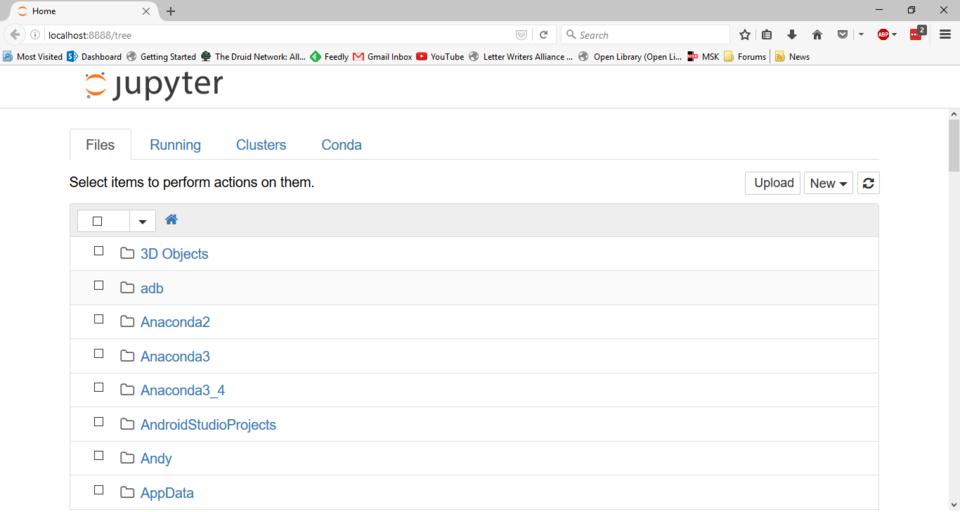 Home
localhost:8888/tree
Search
ABP
2
Most Visited Dashboard Getting Started The Druid Network: All... Feedly Gmail Inbox YouTube Letter Writers Alliance ... Open Library (Open Li... MSK Forums News
jupyter
Files Running Clusters Conda
Select items to perform actions on them.
Upload New
3D Objects
adb
Anaconda2
Anaconda3
Anaconda3_4
AndroidStudioProjects
Andy
AppData